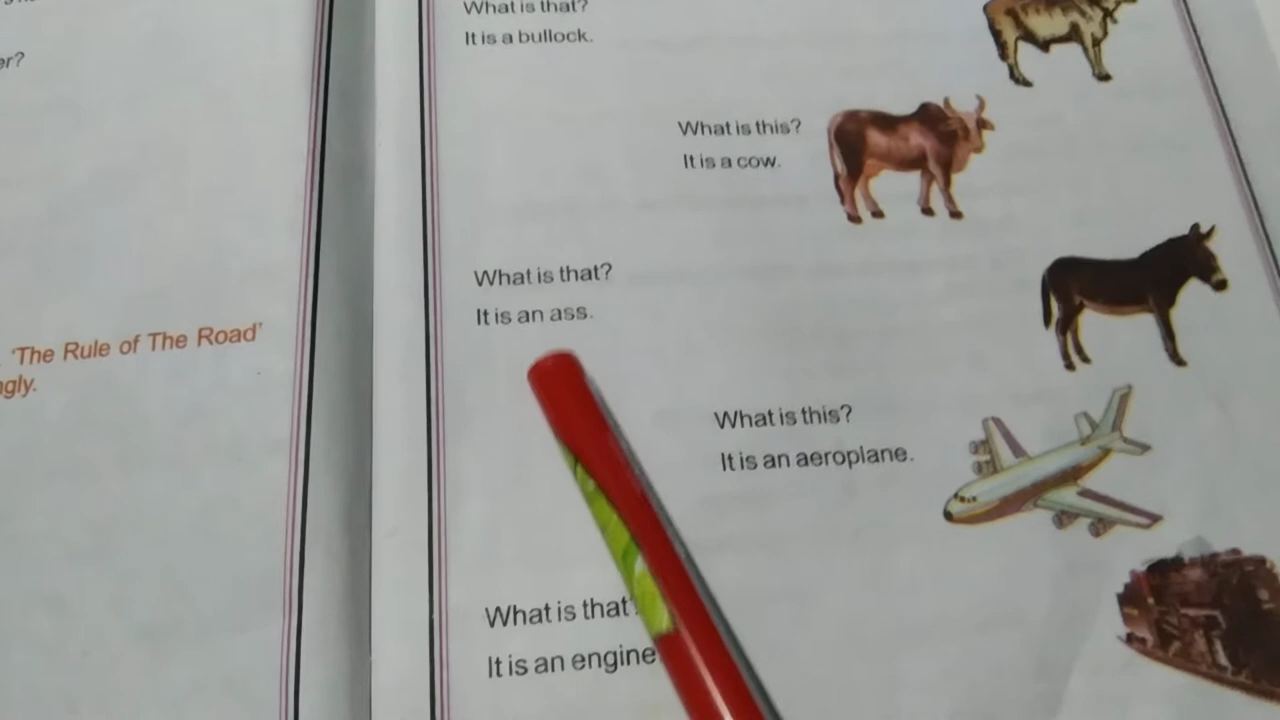 er?
'The Rule of The Road'
gly.
What is that?
It is a bullock.
What is this?
It is a cow.
What is that?
It is an ass.
What is this?
It is an aeroplane.
What is that?
It is an engine